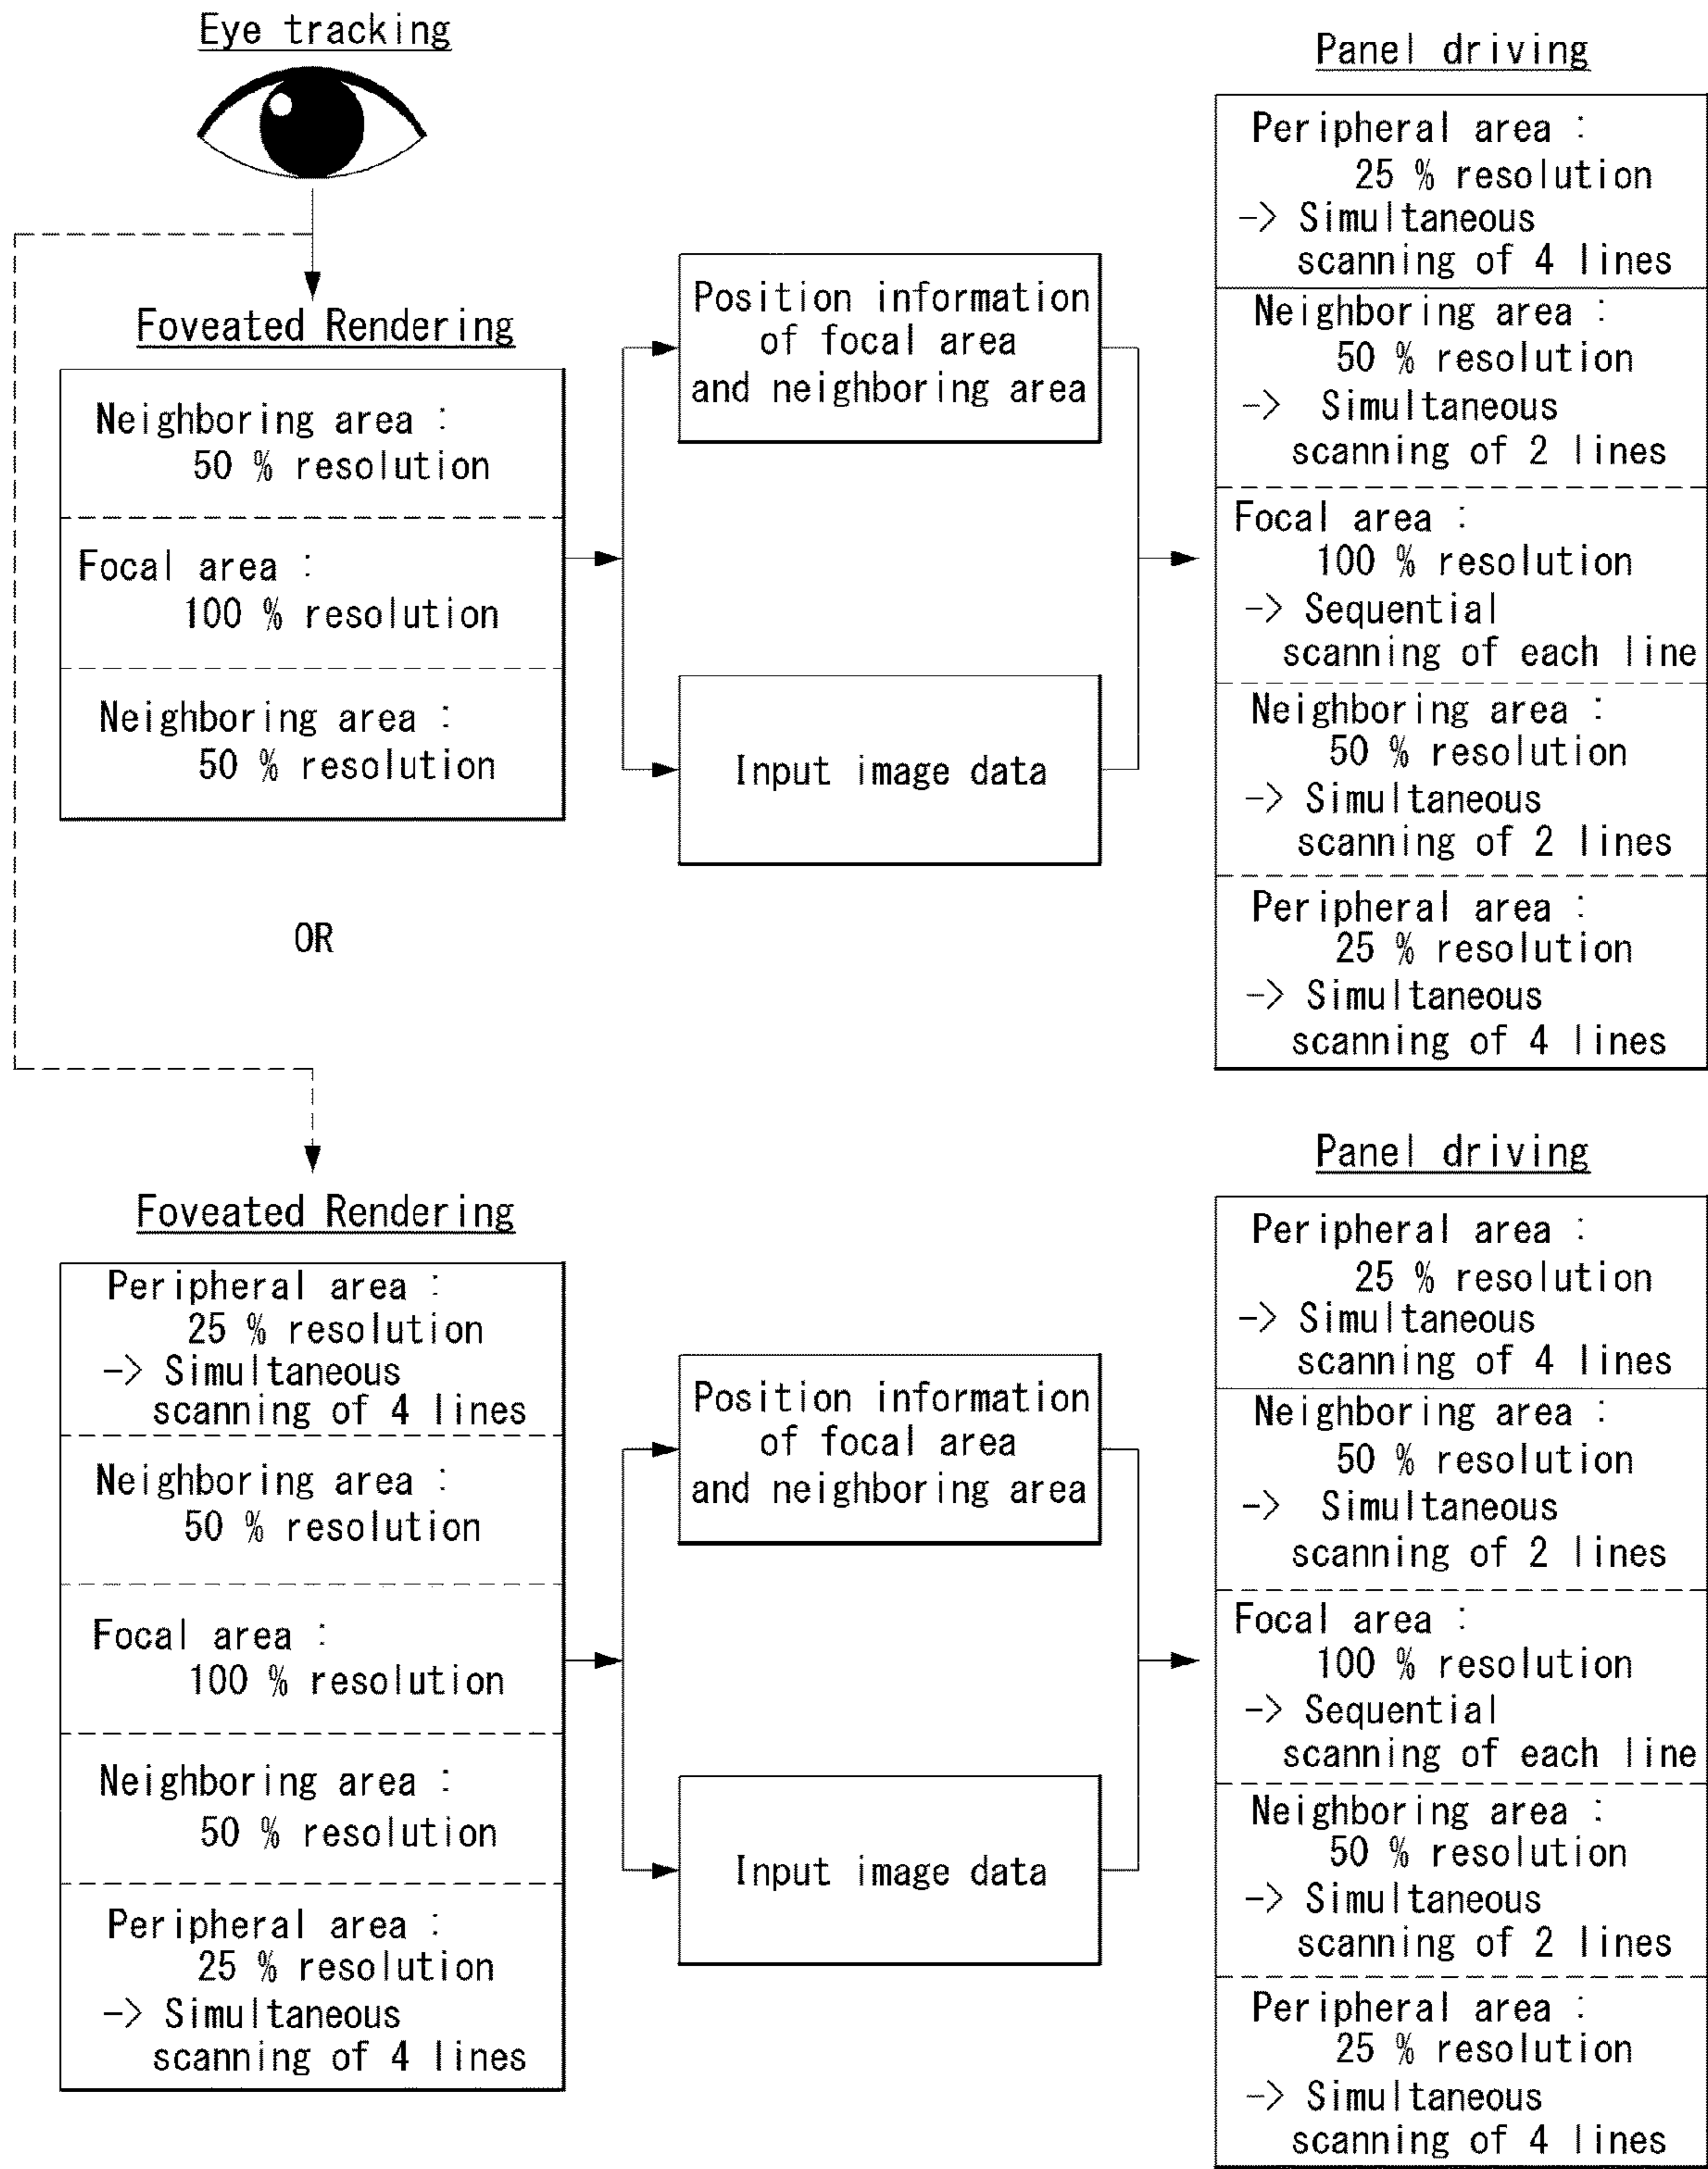 Eye tracking
Foveated Rendering
Neighboring area :
50 % resolution
Focal area :
100 % resolution
Neighboring area :
50 % resolution
Position information
of focal area
and neighboring area
Input image data
Panel driving
Peripheral area :
25 % resolution
-> Simultaneous
scanning of 4 lines
Neighboring area :
50 % resolution
-> Simultaneous
scanning of 2 lines
Focal area :
100 % resolution
-> Sequential
scanning of each line
Neighboring area :
50 % resolution
-> Simultaneous
scanning of 2 lines
Peripheral area :
25 % resolution
-> Simultaneous
scanning of 4 lines
OR
Foveated Rendering
Peripheral area :
25 % resolution
-> Simultaneous
scanning of 4 lines
Neighboring area :
50 % resolution
Focal area :
100 % resolution
Neighboring area :
50 % resolution
Peripheral area :
25 % resolution
-> Simultaneous
scanning of 4 lines
Position information
of focal area
and neighboring area
Input image data
Panel driving
Peripheral area :
25 % resolution
-> Simultaneous
scanning of 4 lines
Neighboring area :
50 % resolution
-> Simultaneous
scanning of 2 lines
Focal area :
100 % resolution
-> Sequential
scanning of each line
Neighboring area :
50 % resolution
-> Simultaneous
scanning of 2 lines
Peripheral area :
25 % resolution
-> Simultaneous
scanning of 4 lines